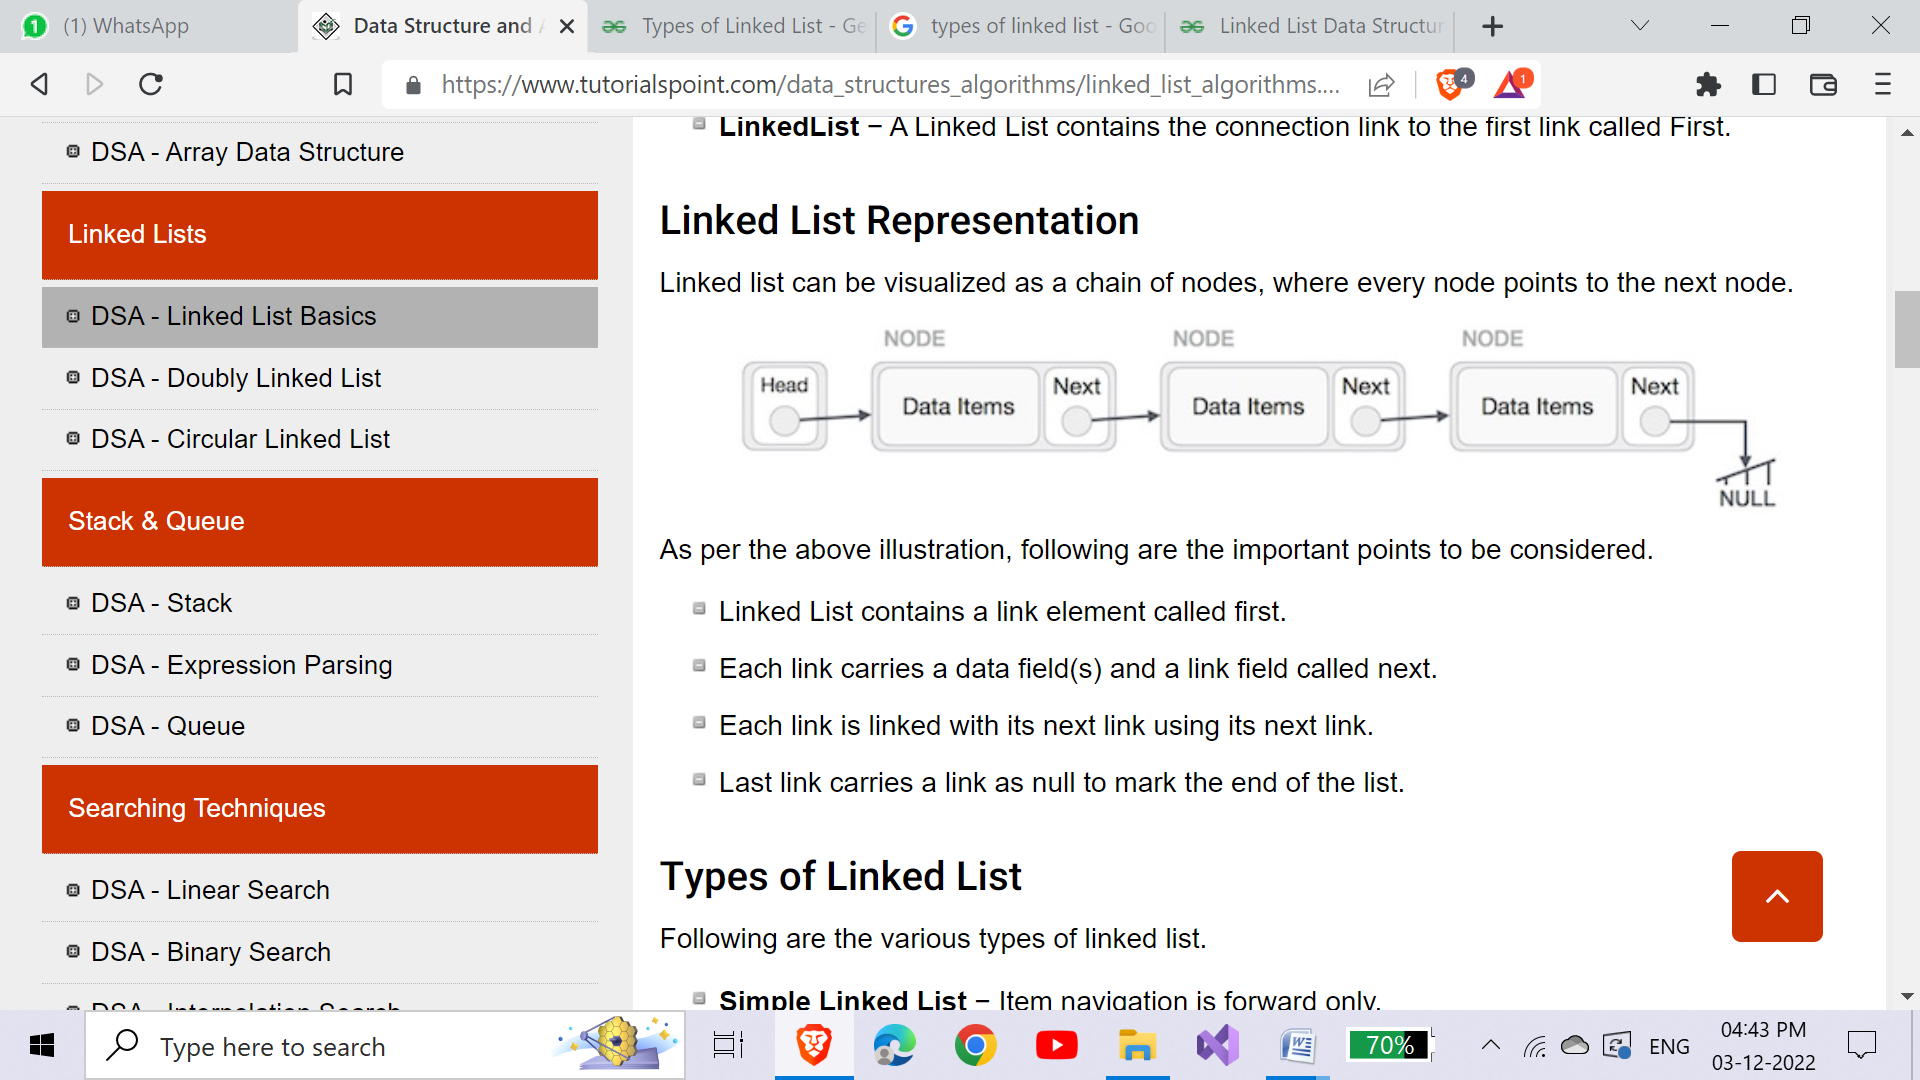 1 (1) WhatsApp
Data Structure and
Types of Linked List - Ge
types of linked list - Goo
Linked List Data Structur
https://www.tutorialspoint.com/data_structures_algorithms/linked_list_algorithms....
4
1
DSA - Array Data Structure
Linked Lists
DSA - Linked List Basics
DSA - Doubly Linked List
DSA - Circular Linked List
Stack & Queue
DSA - Stack
DSA - Expression Parsing
DSA - Queue
Searching Techniques
DSA - Linear Search
DSA - Binary Search
DSA - Interpolation Search
LinkedList − A Linked List contains the connection link to the first link called First.
Linked List Representation
Linked list can be visualized as a chain of nodes, where every node points to the next node.
NODE NODE NODE
Head Data Items Next Data Items Next Data Items Next
NULL
As per the above illustration, following are the important points to be considered.
Linked List contains a link element called first.
Each link carries a data field(s) and a link field called next.
Each link is linked with its next link using its next link.
Last link carries a link as null to mark the end of the list.
Types of Linked List
Following are the various types of linked list.
Simple Linked List − Item navigation is forward only.
Type here to search
70%
ENG
04:43 PM
03-12-2022